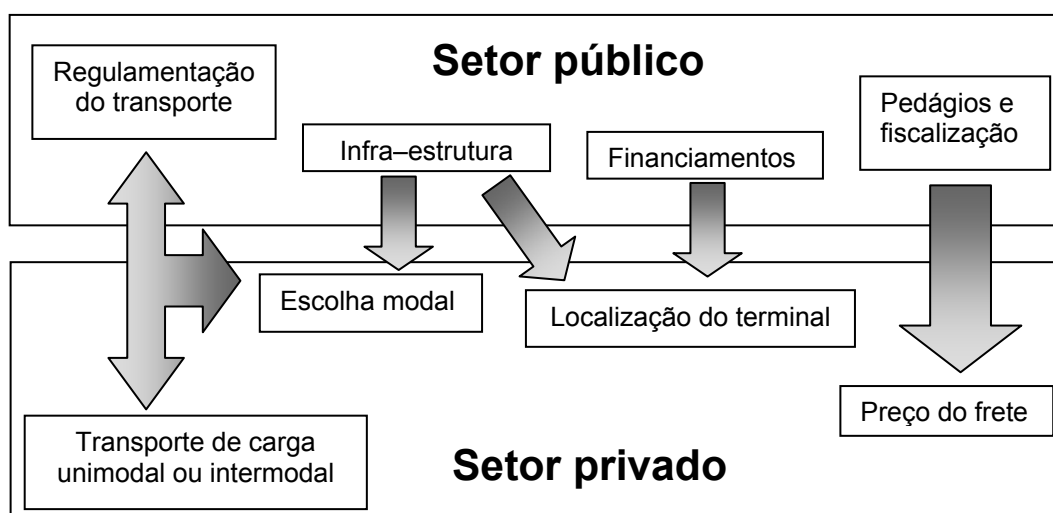 Setor público
Regulamentação
do transporte
Infra–estrutura
Financiamentos
Pedágios e
fiscalização
Escolha modal
Localização do terminal
Preço do frete
Transporte de carga
unimodal ou intermodal
Setor privado